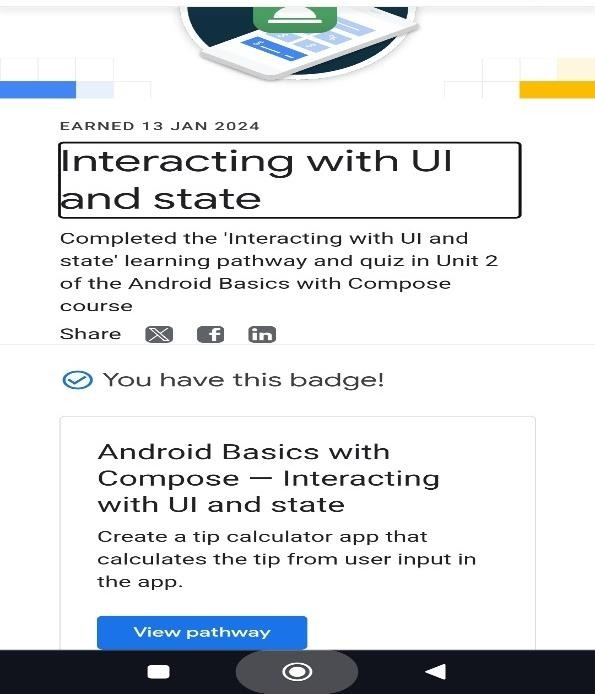 EARNED 13 JAN 2024
Interacting with UI
and state
Completed the 'Interacting with UI and
state' learning pathway and quiz in Unit 2
of the Android Basics with Compose
course
Share
You have this badge!
Android Basics with
Compose — Interacting
with UI and state
Create a tip calculator app that
calculates the tip from user input in
the app.
View pathway